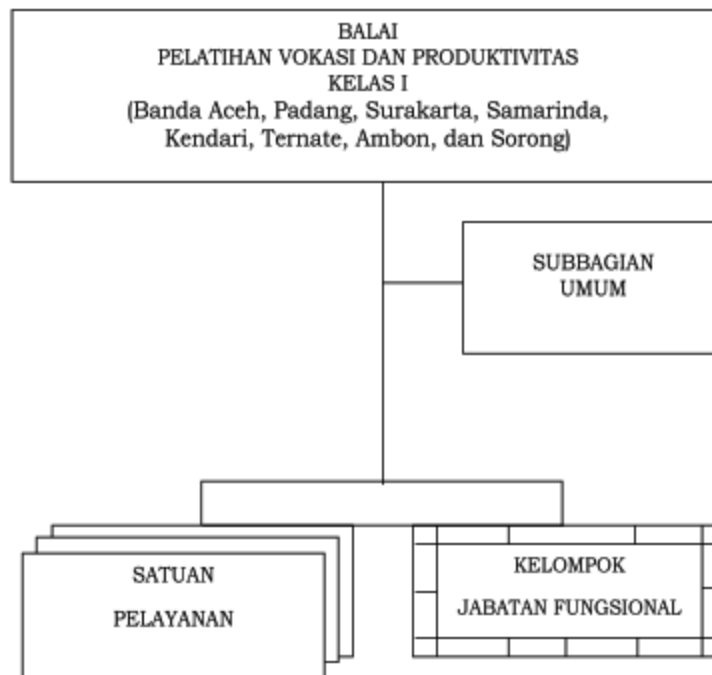 BALAI
PELATIHAN VOKASI DAN PRODUKTIVITAS
KELAS I
(Banda Aceh, Padang, Surakarta, Samarinda,
Kendari, Ternate, Ambon, dan Sorong)
SUBBAGIAN
UMUM
SATUAN
PELAYANAN
KELOMPOK
JABATAN FUNGSIONAL